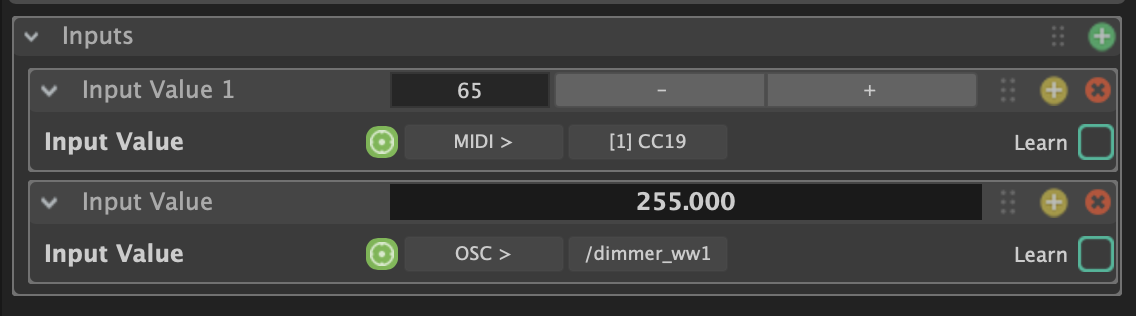 Inputs
Input Value 1 65 - +
Input Value MIDI > [1] CC19 Learn
Input Value 255.000
Input Value OSC > /dimmer_ww1 Learn